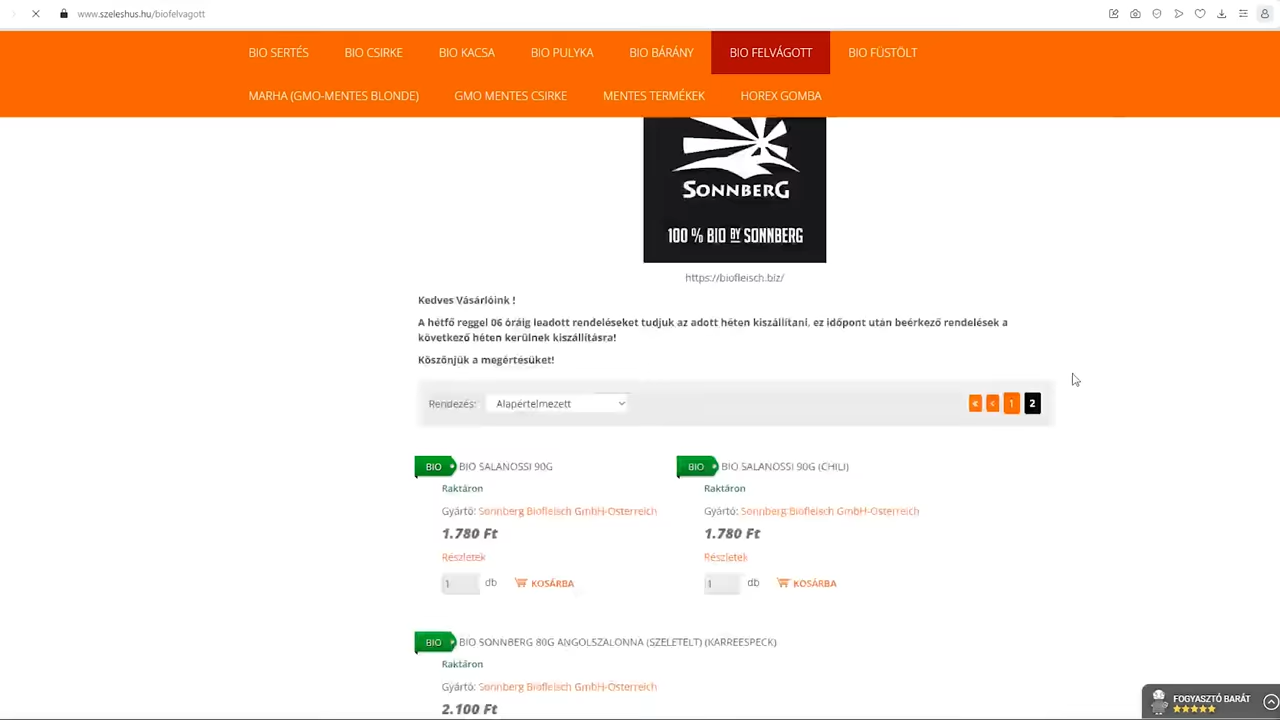 www.szeleshus.hu/biofelvagott
BIO SERTÉS BIO CSIRKE BIO KACSA BIO PULYKA BIO BÁRÁNY BIO FELVÁGOTT BIO FÜSTÖLT
MARHA (GMO-MENTES BLONDE) GMO MENTES CSIRKE MENTES TERMÉKEK HOREX GOMBA
SONNBERG
100 % BIO BY SONNBERG
https://biofleisch.biz/
Kedves Vásárlóink !
A hétfő reggel 06 óráig leadott rendeléseket tudjuk az adott héten kiszállítani, ez időpont után beérkező rendelések a
következő héten kerülnek kiszállításra!
Köszönjük a megértésüket!
Rendezés: Alapértelmezett « < 1 2
BIO BIO SALANOSSI 90G BIO BIO SALANOSSI 90G (CHILI)
Raktáron Raktáron
Gyártó: Sonnberg Biofleisch GmbH-Österreich Gyártó: Sonnberg Biofleisch GmbH-Österreich
1.780 Ft 1.780 Ft
Részletek Részletek
1 db KOSÁRBA 1 db KOSÁRBA
BIO BIO SONNBERG 80G ANGOLSZALONNA (SZELETELT) (KARREESPECK)
Raktáron
Gyártó: Sonnberg Biofleisch GmbH-Österreich
2.100 Ft
FOGYASZTÓ BARÁT